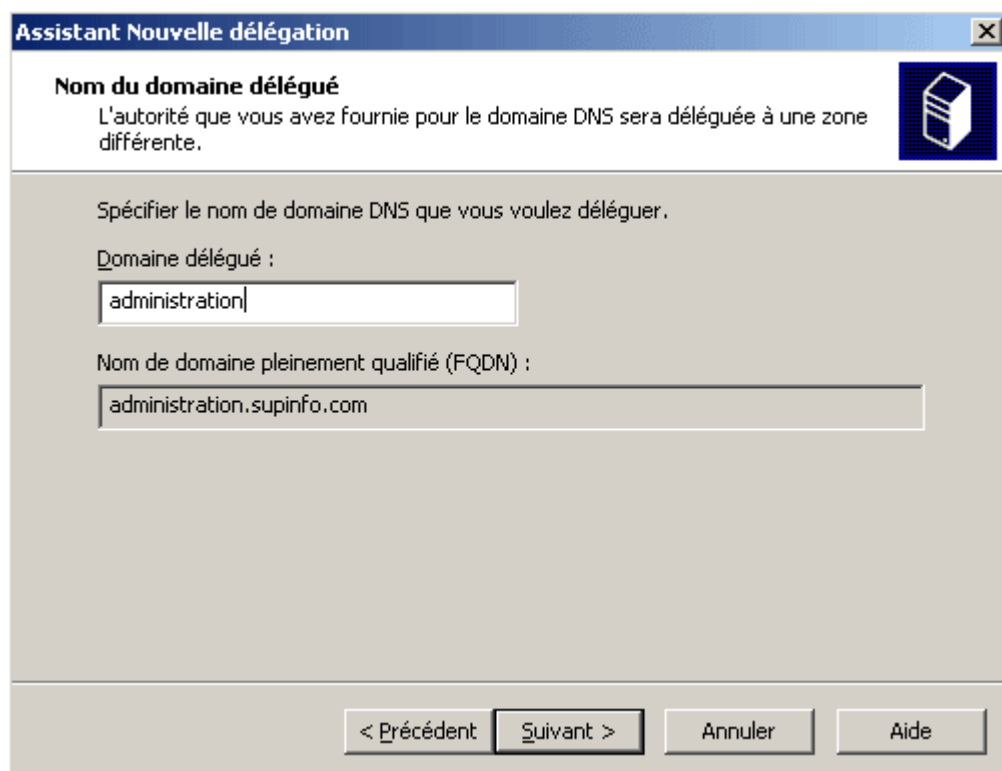 Assistant Nouvelle délégation
Nom du domaine délégué
L'autorité que vous avez fournie pour le domaine DNS sera déléguée à une zone
différente.
Spécifier le nom de domaine DNS que vous voulez déléguer.
Domaine délégué :
administration
Nom de domaine pleinement qualifié (FQDN) :
administration.supinfo.com
< Précédent
Suivant >
Annuler
Aide